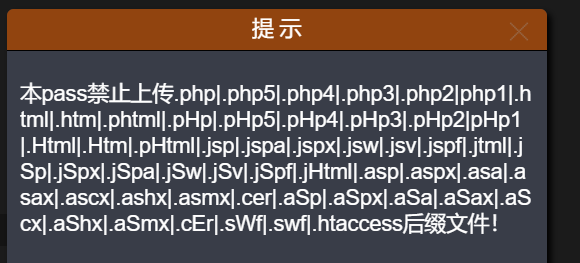 提示
本pass禁止上传.php|.php5|.php4|.php3|.php2|php1|.h
tml|.htm|.phtml|.pHp|.pHp5|.pHp4|.pHp3|.pHp2|pHp1
|.Html|.Htm|.pHtml|.jsp|.jspa|.jspx|.jsw|.jsv|.jspf|.jtml|.j
Sp|.jSpx|.jSpa|.jSw|.jSv|.jSpf|.jHtml|.asp|.aspx|.asa|.a
sax|.ascx|.ashx|.asmx|.cer|.aSp|.aSpx|.aSa|.aSax|.aS
cx|.aShx|.aSmx|.cEr|.sWf|.swf|.htaccess后缀文件！